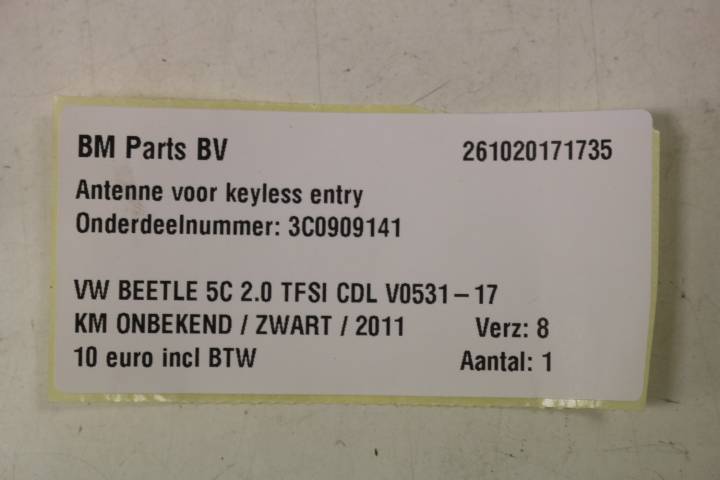 BM Parts BV 261020171735
Antenne voor keyless entry
Onderdeelnummer: 3C0909141
VW BEETLE 5C 2.0 TFSI CDL V0531-17
KM ONBEKEND / ZWART / 2011 Verz: 8
10 euro incl BTW Aantal: 1